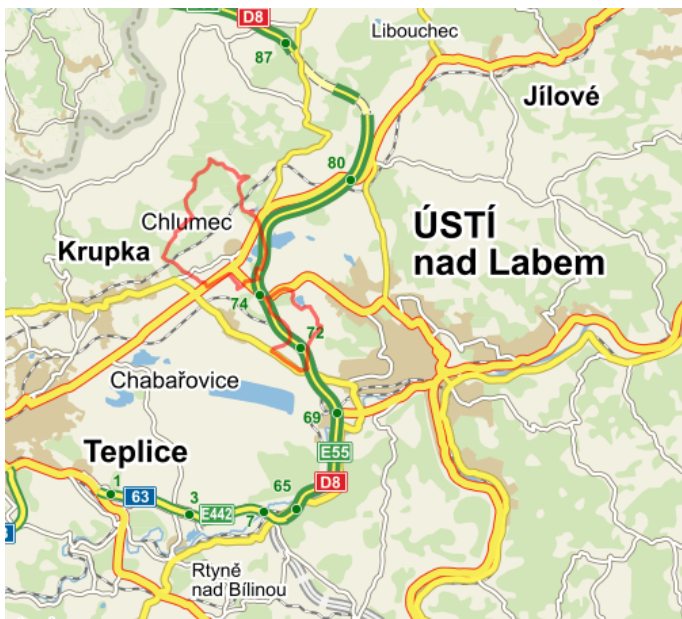 D8
87
Libouchec
Jílové
80
Chlumec
ÚSTÍ
nad Labem
Krupka
74
72
Chabařovice
69
Teplice
E55
D8
65
1
63
3
E442
7
Rtyně
nad Bílinou